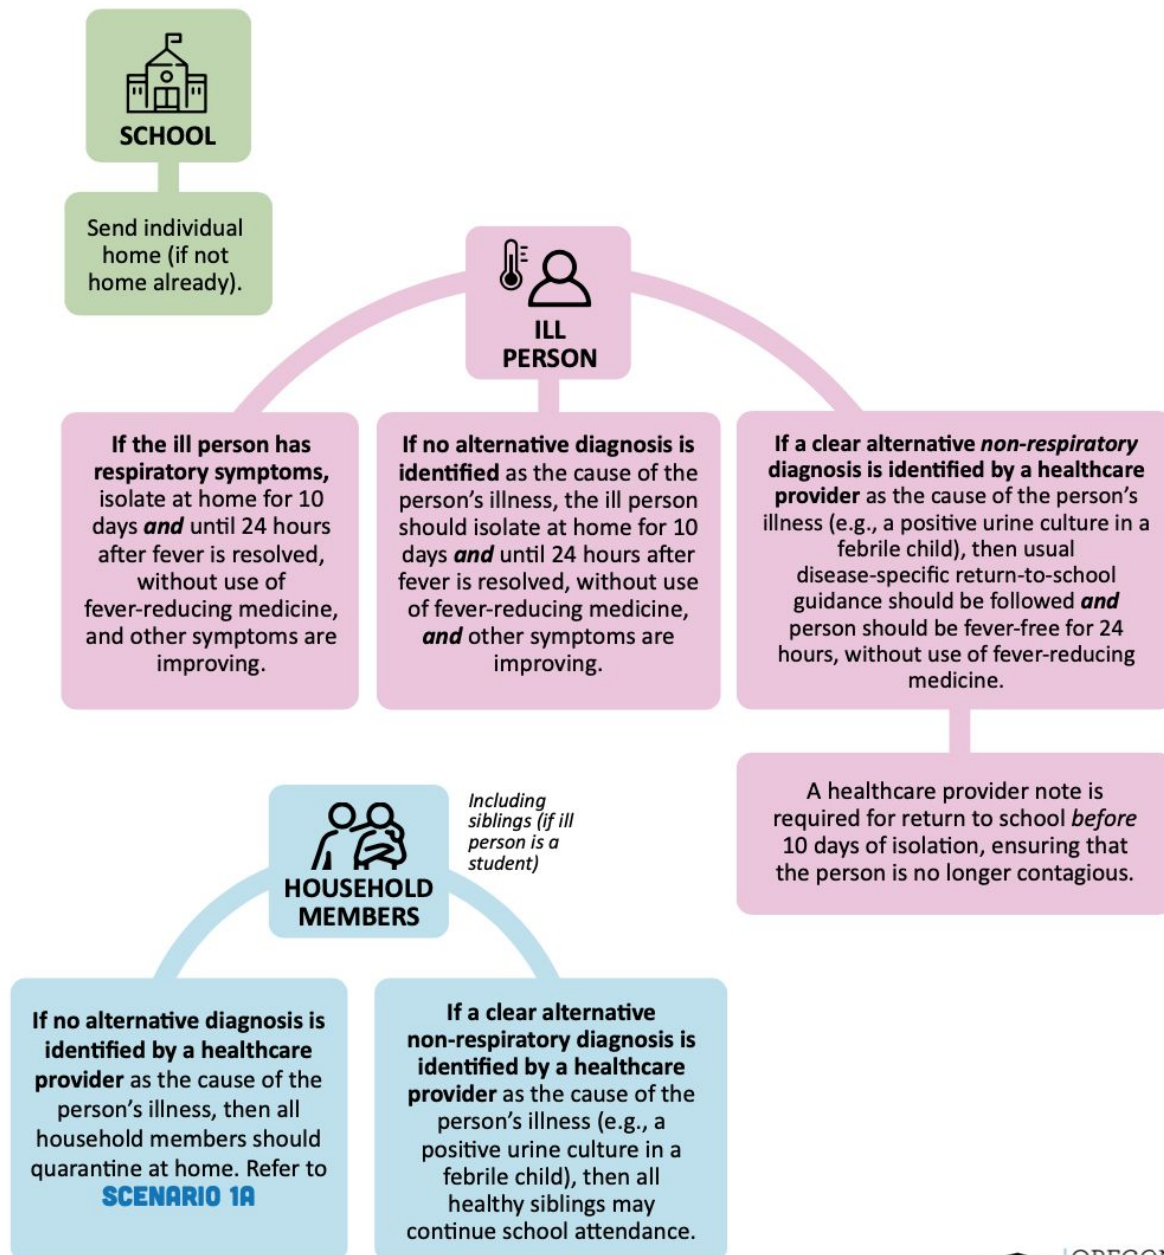 SCHOOL
Send individual
home (if not
home already).
ILL
PERSON
If the ill person has
respiratory symptoms,
isolate at home for 10
days and until 24 hours
after fever is resolved,
without use of
fever-reducing medicine,
and other symptoms are
improving.
If no alternative diagnosis is
identified as the cause of the
person's illness, the ill person
should isolate at home for 10
days and until 24 hours after
fever is resolved, without use
of fever-reducing medicine,
and other symptoms are
improving.
If a clear alternative non-respiratory
diagnosis is identified by a healthcare
provider as the cause of the person's
illness (e.g., a positive urine culture in a
febrile child), then usual
disease-specific return-to-school
guidance should be followed and
person should be fever-free for 24
hours, without use of fever-reducing
medicine.
A healthcare provider note is
required for return to school before
10 days of isolation, ensuring that
the person is no longer contagious.
HOUSEHOLD
MEMBERS
Including
siblings (if ill
person is a
student)
If no alternative diagnosis is
identified by a healthcare
provider as the cause of the
person's illness, then all
household members should
quarantine at home. Refer to
SCENARIO 1A
If a clear alternative
non-respiratory diagnosis is
identified by a healthcare
provider as the cause of the
person's illness (e.g., a
positive urine culture in a
febrile child), then all
healthy siblings may
continue school attendance.